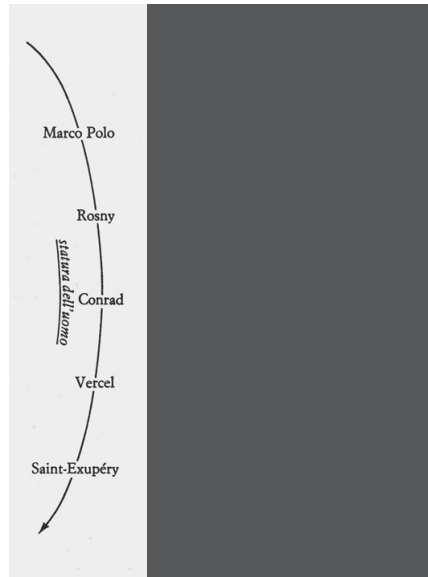 Marco Polo
Rosny
statura dell'uomo
Conrad
Vercel
Saint-Exupéry